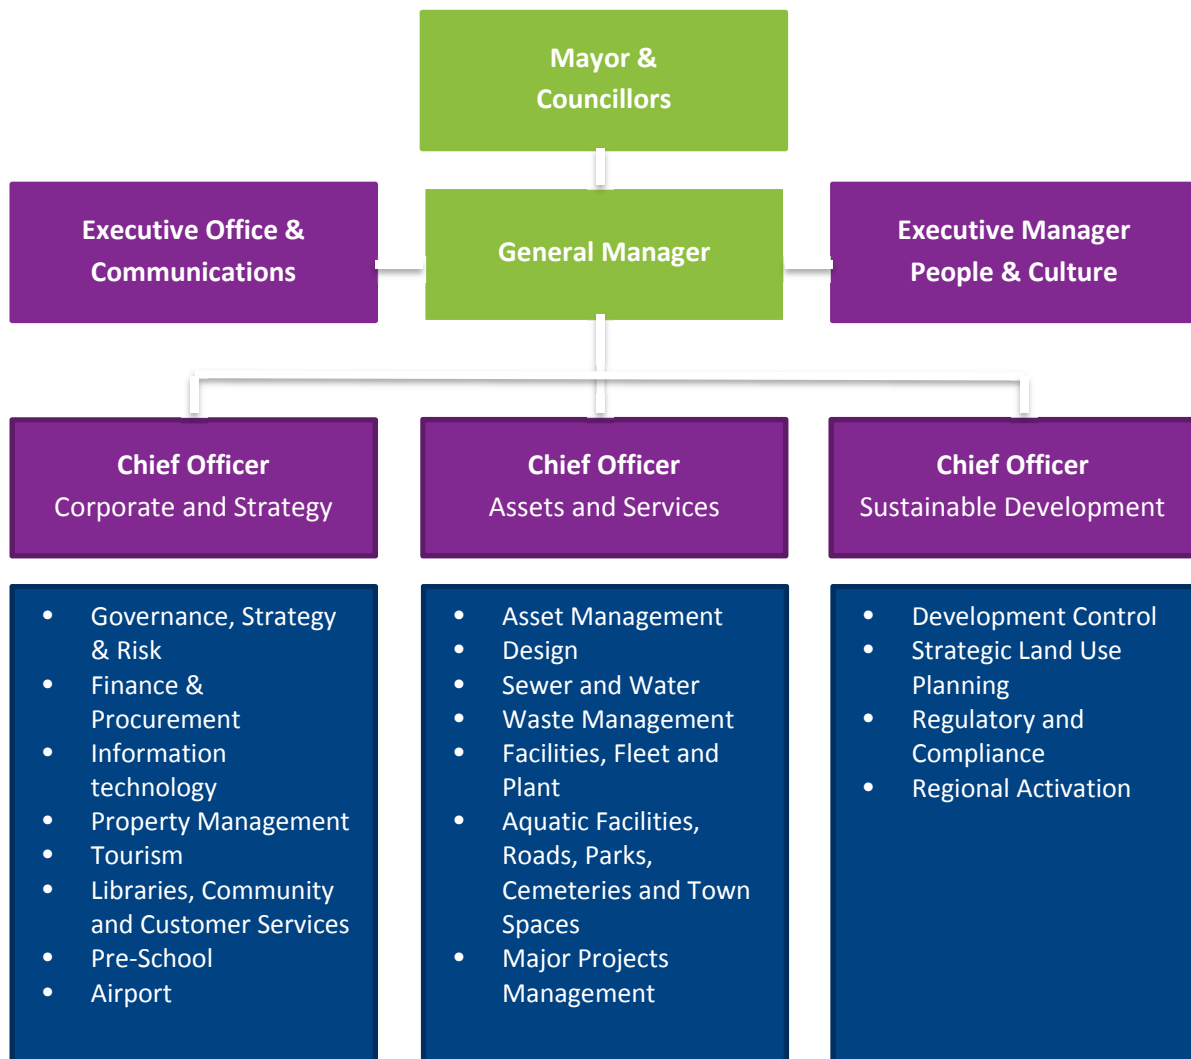 Mayor &
Councillors
Executive Office &
Communications
General Manager
Executive Manager
People & Culture
Chief Officer
Corporate and Strategy
Chief Officer
Assets and Services
Chief Officer
Sustainable Development
• Governance, Strategy
& Risk
• Finance &
Procurement
• Information
technology
• Property Management
• Tourism
• Libraries, Community
and Customer Services
• Pre-School
• Airport
• Asset Management
• Design
• Sewer and Water
• Waste Management
• Facilities, Fleet and
Plant
• Aquatic Facilities,
Roads, Parks,
Cemeteries and Town
Spaces
• Major Projects
Management
• Development Control
• Strategic Land Use
Planning
• Regulatory and
Compliance
• Regional Activation